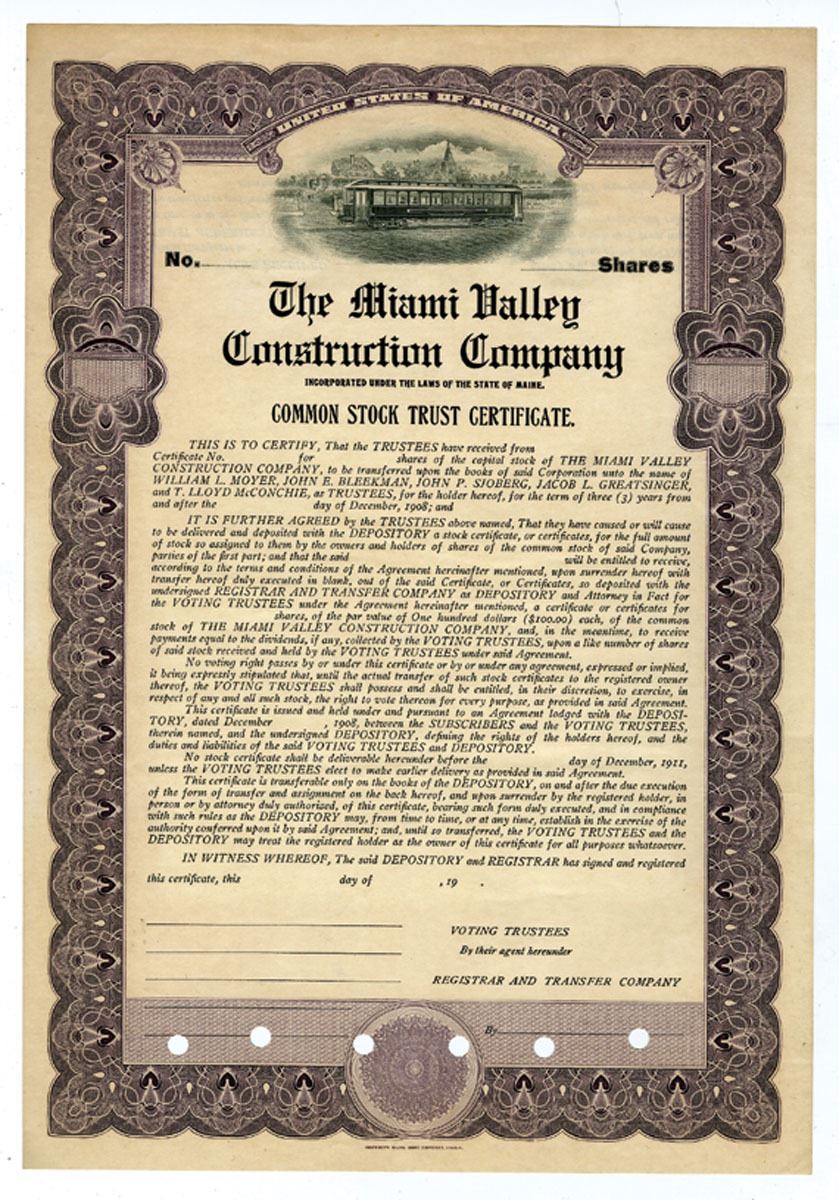 UNITED STATES OF AMERICA
No.
Shares
The Miami Valley
Construction Company
INCORPORATED UNDER THE LAWS OF THE STATE OF MAINE.
COMMON STOCK TRUST CERTIFICATE.
THIS IS TO CERTIFY, That the TRUSTEES have received from
Certificate No. for shares of the capital stock of THE MIAMI VALLEY
CONSTRUCTION COMPANY, to be transferred upon the books of said Corporation unto the name of
WILLIAM L. MOYER, JOHN E. BLEEKMAN, JOHN P. SJOBERG, JACOB L. GREATSINGER,
and T. LLOYD McCONCHIE, as TRUSTEES, for the holder hereof, for the term of three (3) years from
and after the day of December, 1908; and
IT IS FURTHER AGREED by the TRUSTEES above named, That they have caused or will cause
to be delivered and deposited with the DEPOSITORY a stock certificate, or certificates, for the full amount
of stock so assigned to them by the owners and holders of shares of the common stock of said Company,
parties of the first part; and that the said will be entitled to receive,
according to the terms and conditions of the Agreement hereinafter mentioned, upon surrender hereof with
transfer hereof duly executed in blank, out of the said Certificate, or Certificates, so deposited with the
undersigned REGISTRAR AND TRANSFER COMPANY as DEPOSITORY and Attorney in Fact for
the VOTING TRUSTEES under the Agreement hereinafter mentioned, a certificate or certificates for
shares, of the par value of One hundred dollars ($100.00) each, of the common
stock of THE MIAMI VALLEY CONSTRUCTION COMPANY, and, in the meantime, to receive
payments equal to the dividends, if any, collected by the VOTING TRUSTEES, upon a like number of shares
of said stock received and held by the VOTING TRUSTEES under said Agreement.
No voting right passes by or under this certificate or by or under any agreement, expressed or implied,
is being expressly stipulated that, until the actual transfer of such stock certificates to the registered owner
thereof, the VOTING TRUSTEES shall possess and shall be entitled, in their discretion, to exercise, in
respect of any and all such stock, the right to vote thereon for every purpose, as provided in said Agreement.
This certificate is issued and held under and pursuant to an Agreement lodged with the DEPOSI-
TORY, dated December , 1908, between the SUBSCRIBERS and the VOTING TRUSTEES,
therein named, and the undersigned DEPOSITORY, defining the rights of the holders hereof, and the
duties and liabilities of the said VOTING TRUSTEES and DEPOSITORY.
No stock certificate shall be deliverable hereunder before the day of December, 1911,
unless the VOTING TRUSTEES elect to make earlier delivery as provided in said Agreement.
This certificate is transferable only on the books of the DEPOSITORY, on and after the due execution
of the form of transfer and assignment on the back hereof, and upon surrender by the registered holder, in
person or by attorney duly authorized, of this certificate, bearing such form duly executed, and in compliance
with such rules as the DEPOSITORY may, from time to time, or at any time, establish in the exercise of the
authority conferred upon it by said Agreement; and, until so transferred, the VOTING TRUSTEES and the
DEPOSITORY may treat the registered holder as the owner of this certificate for all purposes whatsoever.
IN WITNESS WHEREOF, The said DEPOSITORY and REGISTRAR has signed and registered
this certificate, this day of , 19 .
VOTING TRUSTEES
By their agent hereunder
REGISTRAR AND TRANSFER COMPANY
By